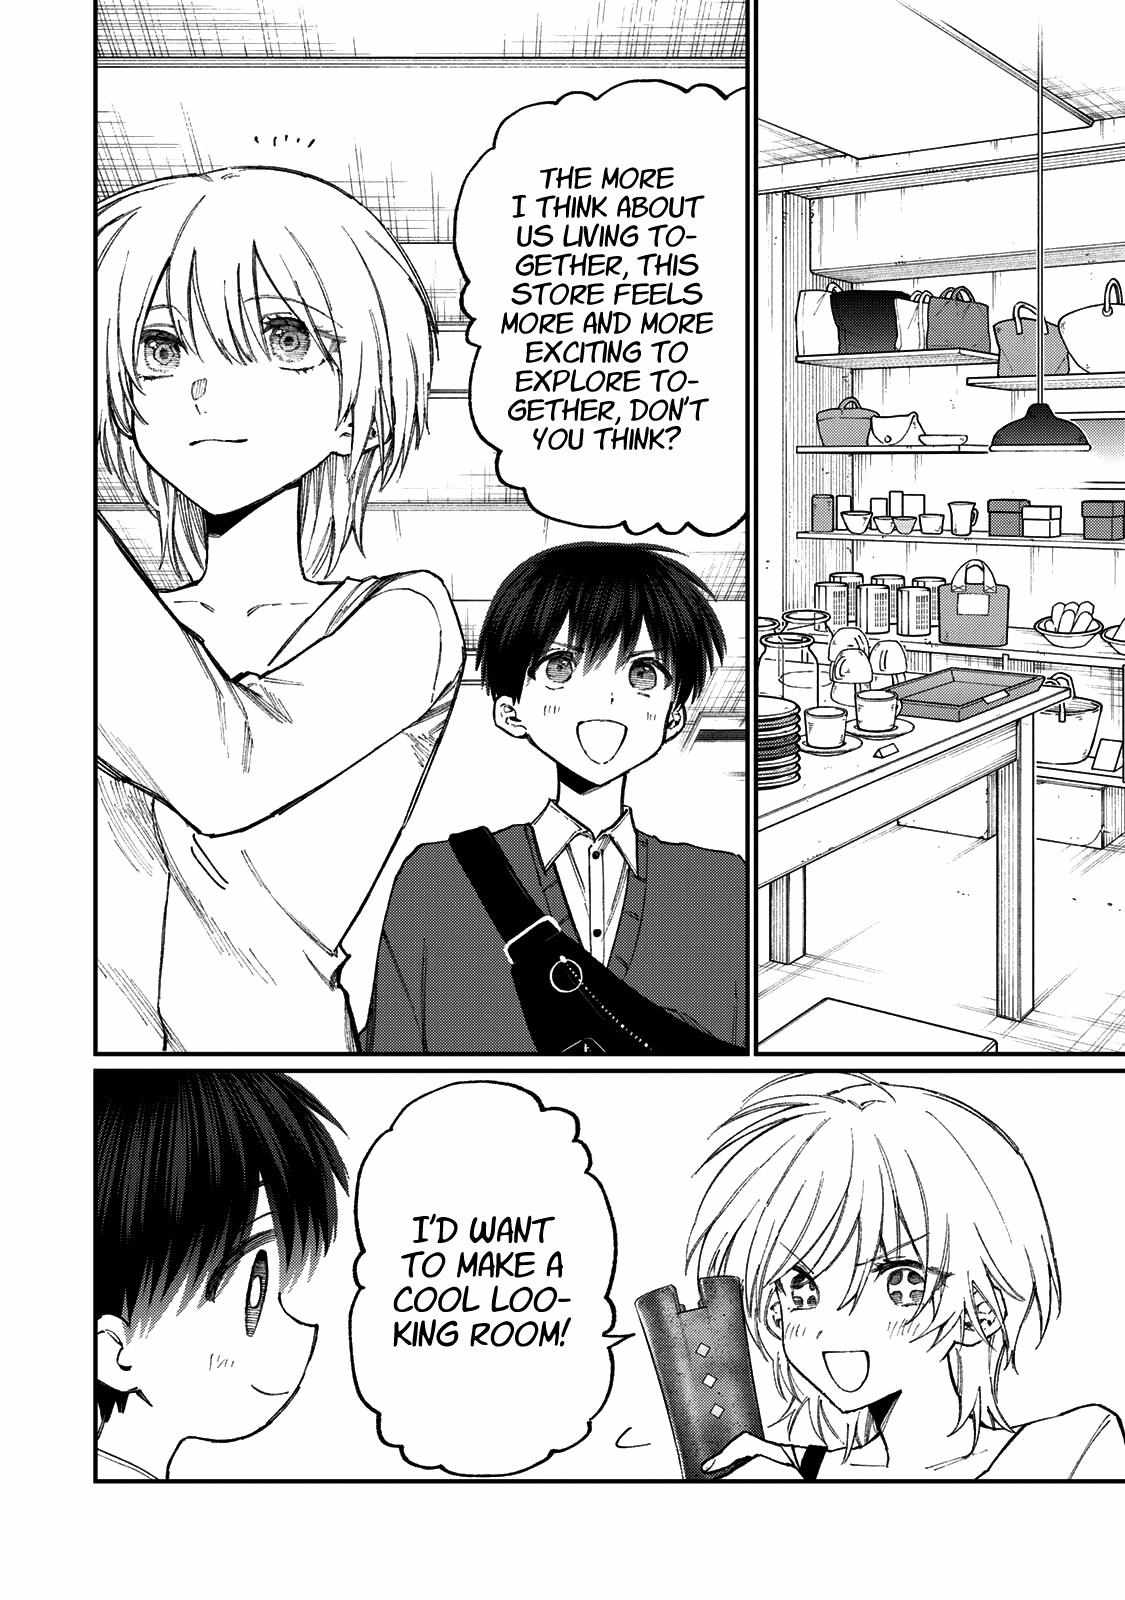 THE MORE
I THINK ABOUT
US LIVING TO-
GETHER, THIS
STORE FEELS
MORE AND MORE
EXCITING TO
EXPLORE TO-
GETHER, DON'T
YOU THINK?
I'D WANT
TO MAKE A
COOL LOO-
KING ROOM!